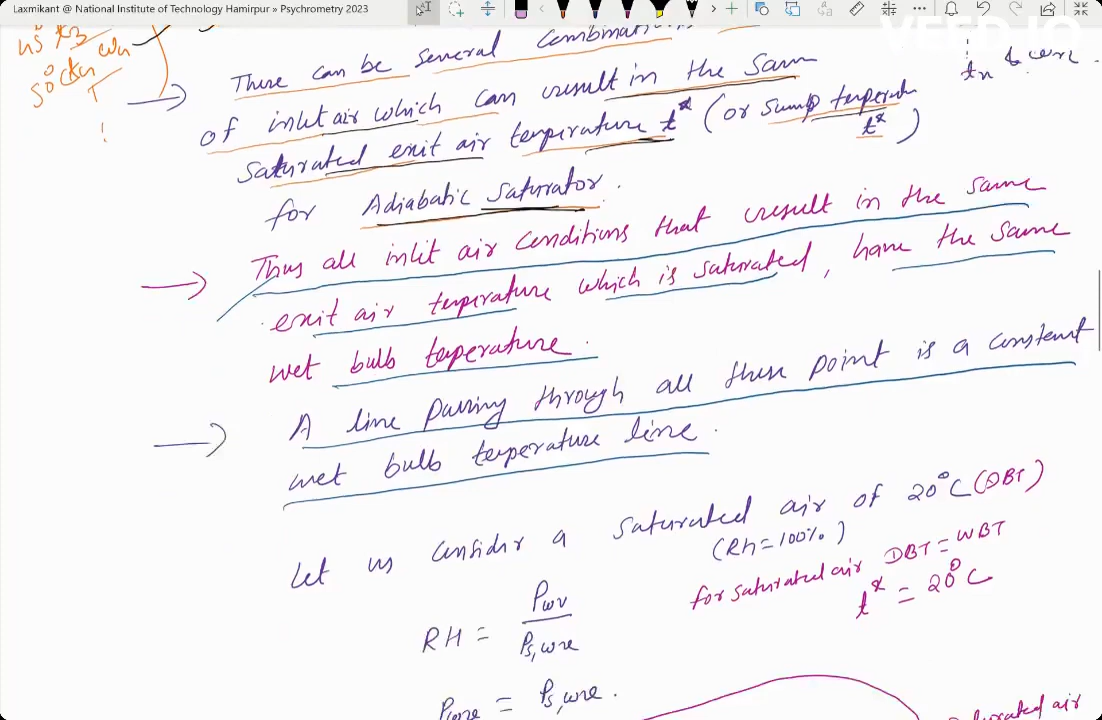 Laxmikant @ National Institute of Technology Hamirpur » Psychrometry 2023
VEED.IO
There can be several combinations
of inlet air which can result in the same
saturated exit air temperature t* (or sump temperature t*)
for Adiabatic saturator.
Thus all inlet air conditions that result in the same
exit air temperature which is saturated, have the same
wet bulb temperature.
A line passing through all these point is a constant
wet bulb temperature line.
Let us consider a saturated air of 20°C (DBT)
(Rh=100%)
for saturated air DBT = WBT
t* = 20°C
RH = Pwv / Ps,wv
Pwv = Ps,wv.
saturated air